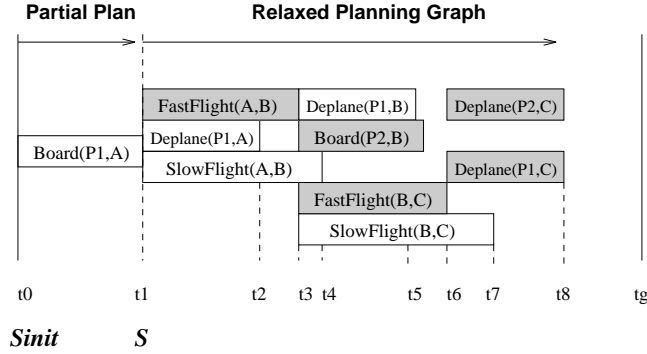 Partial Plan Relaxed Planning Graph
FastFlight(A,B) Deplane(P1,B) Deplane(P2,C)
Deplane(P1,A) Board(P2,B)
Board(P1,A)
SlowFlight(A,B) Deplane(P1,C)
FastFlight(B,C)
SlowFlight(B,C)
t0 t1 t2 t3 t4 t5 t6 t7 t8 tg
Sinit S